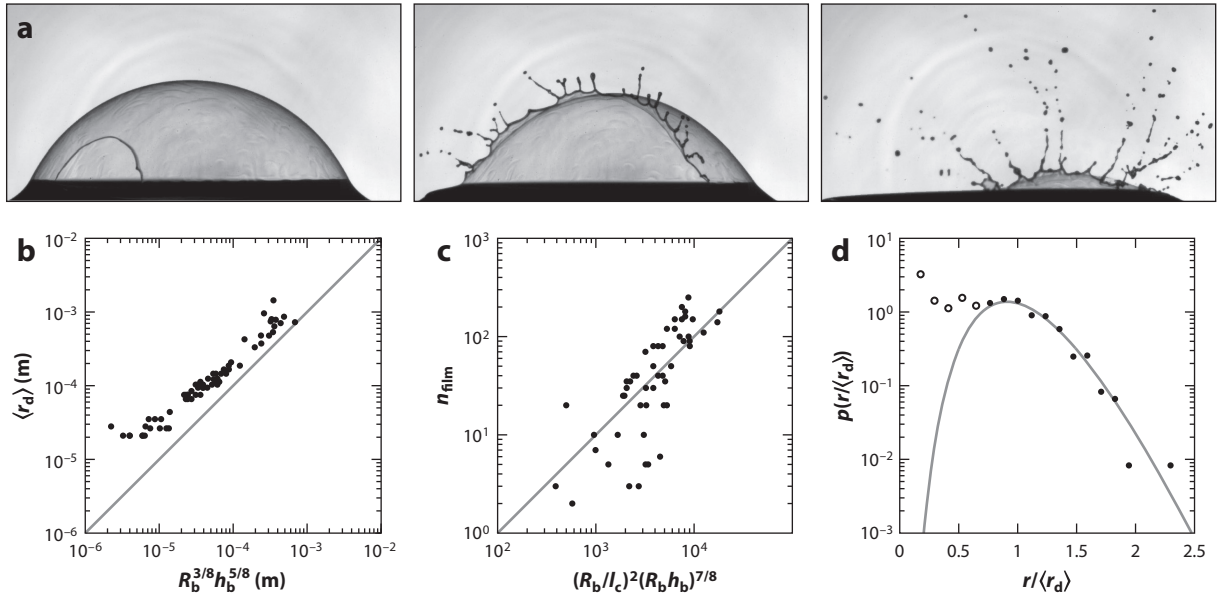 a
b
10⁻²
10⁻³
10⁻⁴
10⁻⁵
10⁻⁶
⟨r_d⟩ (m)
10⁻⁶ 10⁻⁵ 10⁻⁴ 10⁻³ 10⁻²
R_b^{3/8}h_b^{5/8} (m)
c
10³
10²
10¹
10⁰
n_film
10² 10³ 10⁴
(R_b/l_c)²(R_bh_b)^{7/8}
d
10¹
10⁰
10⁻¹
10⁻²
10⁻³
p(r/⟨r_d⟩)
0 0.5 1 1.5 2 2.5
r/⟨r_d⟩